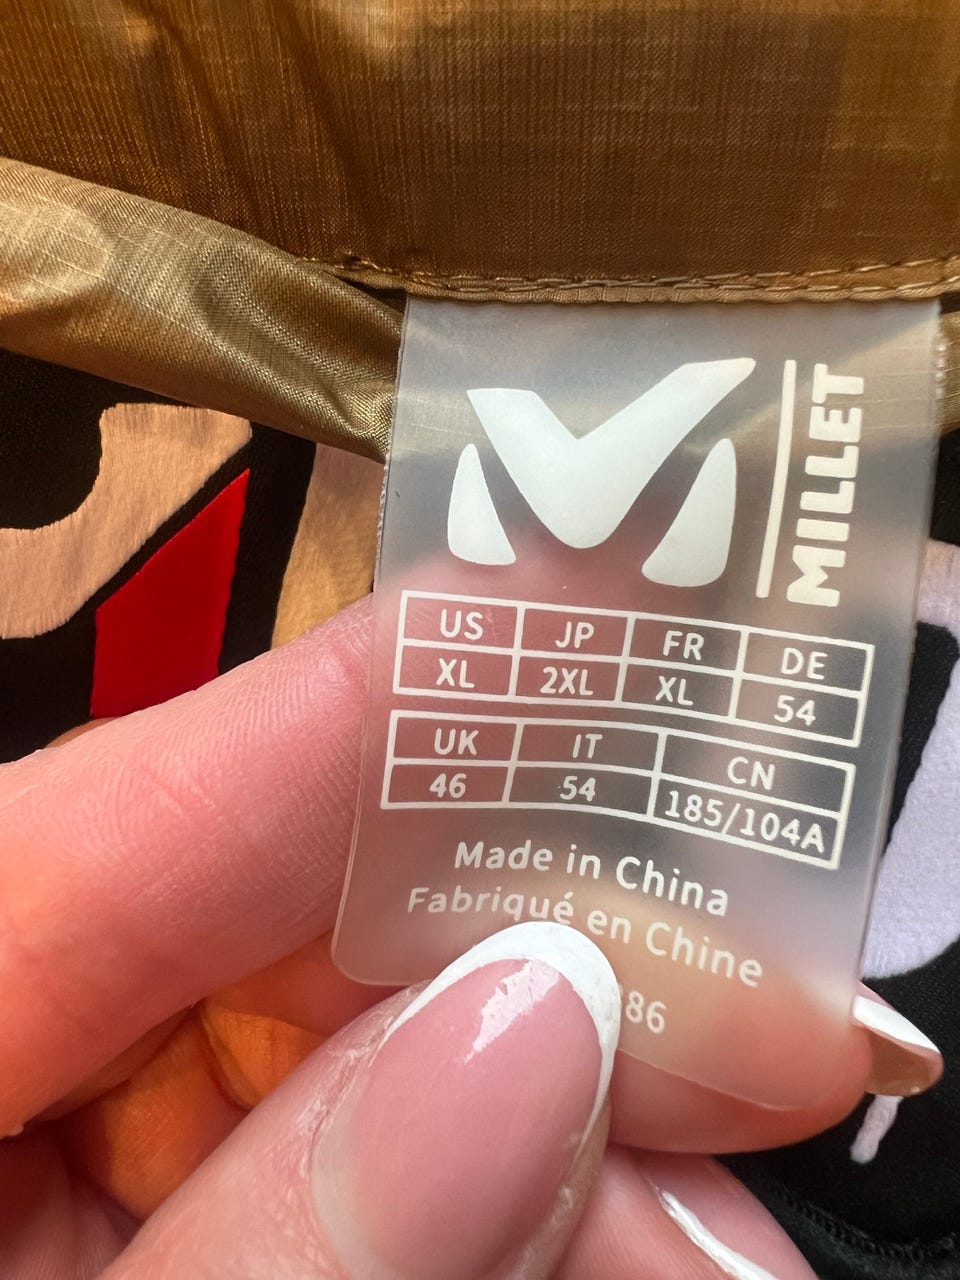 MILLET
US JP FR DE
XL 2XL XL 54
UK IT CN
46 54 185/104A
Made in China
Fabriqué en Chine
86